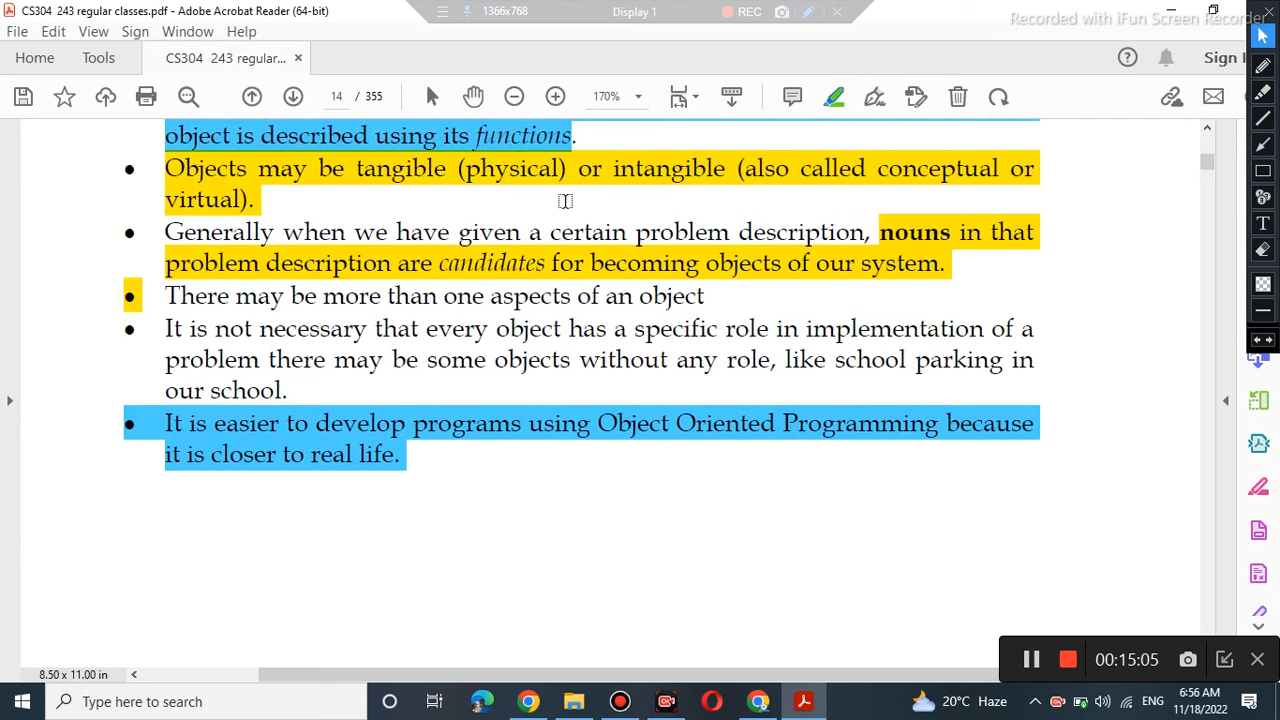 CS304 243 regular classes.pdf - Adobe Acrobat Reader (64-bit)
1366x768
Display 1
REC
Recorded with iFun Screen Recorder
File Edit View Sign Window Help
Home Tools CS304 243 regular... × Sign I
14 / 355 170%
object is described using its functions.
• Objects may be tangible (physical) or intangible (also called conceptual or
virtual).
• Generally when we have given a certain problem description, nouns in that
problem description are candidates for becoming objects of our system.
• There may be more than one aspects of an object
• It is not necessary that every object has a specific role in implementation of a
problem there may be some objects without any role, like school parking in
our school.
• It is easier to develop programs using Object Oriented Programming because
it is closer to real life.
8.50 x 11.00 in
00:15:05
Type here to search
20°C Haze
ENG
6:56 AM
11/18/2022